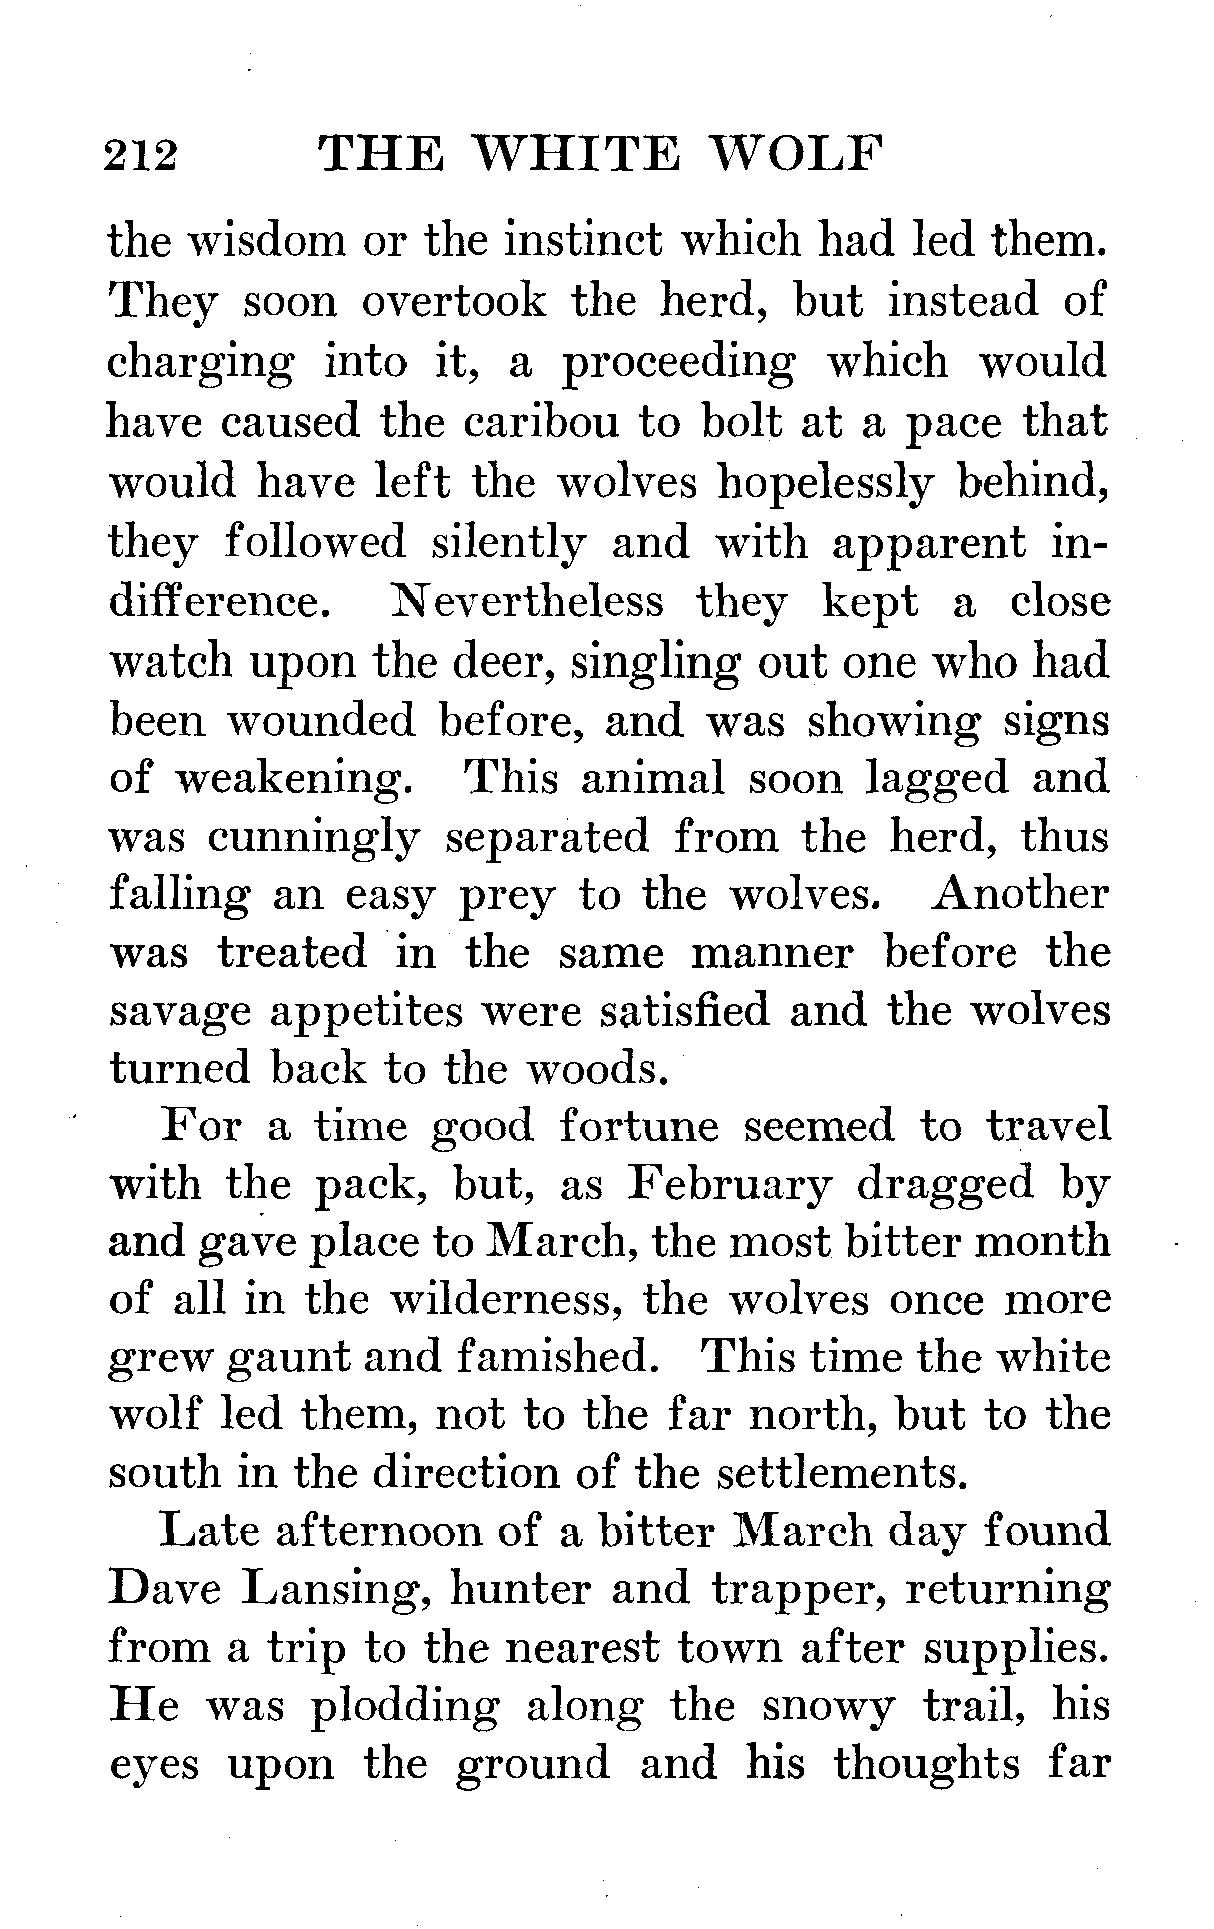 212 THE WHITE WOLF
the wisdom or the instinct which had led them.
They soon overtook the herd, but instead of
charging into it, a proceeding which would
have caused the caribou to bolt at a pace that
would have left the wolves hopelessly behind,
they followed silently and with apparent in-
difference. Nevertheless they kept a close
watch upon the deer, singling out one who had
been wounded before, and was showing signs
of weakening. This animal soon lagged and
was cunningly separated from the herd, thus
falling an easy prey to the wolves. Another
was treated in the same manner before the
savage appetites were satisfied and the wolves
turned back to the woods.
For a time good fortune seemed to travel
with the pack, but, as February dragged by
and gave place to March, the most bitter month
of all in the wilderness, the wolves once more
grew gaunt and famished. This time the white
wolf led them, not to the far north, but to the
south in the direction of the settlements.
Late afternoon of a bitter March day found
Dave Lansing, hunter and trapper, returning
from a trip to the nearest town after supplies.
He was plodding along the snowy trail, his
eyes upon the ground and his thoughts far